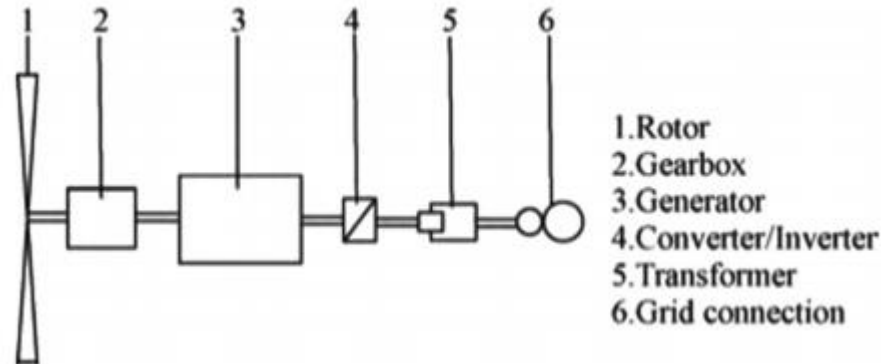 1 2 3 4 5 6
1.Rotor
2.Gearbox
3.Generator
4.Converter/Inverter
5.Transformer
6.Grid connection